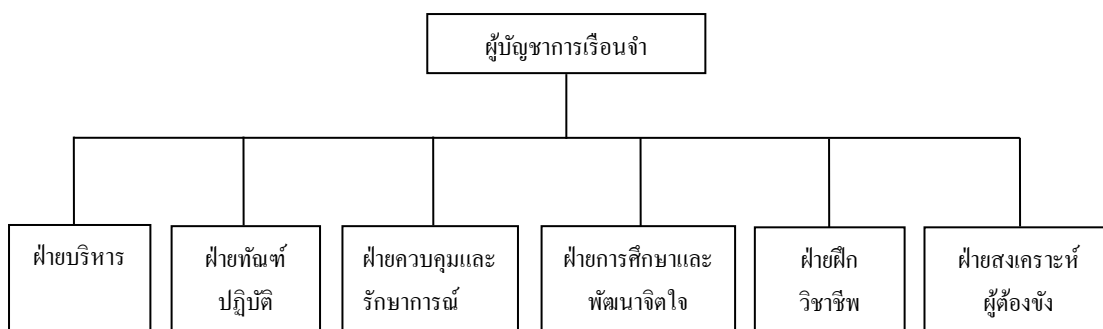 ผู้บัญชาการเรือนจำ
ฝ่ายบริหาร
ฝ่ายทัณฑ์
ปฏิบัติ
ฝ่ายควบคุมและ
รักษาการณ์
ฝ่ายการศึกษาและ
พัฒนาจิตใจ
ฝ่ายฝึก
วิชาชีพ
ฝ่ายสงเคราะห์
ผู้ต้องขัง